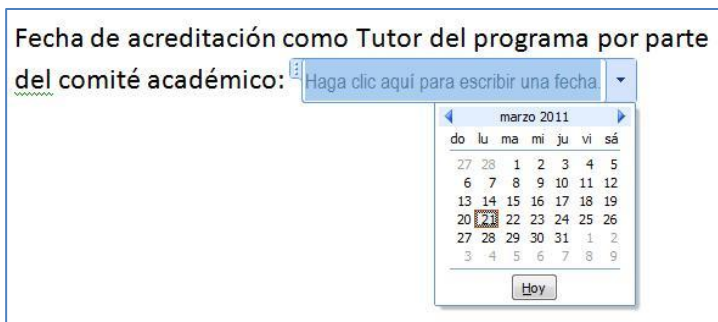 Fecha de acreditación como Tutor del programa por parte
del comité académico: Haga clic aquí para escribir una fecha.
marzo 2011
do lu ma mi ju vi sá
27 28 1 2 3 4 5
6 7 8 9 10 11 12
13 14 15 16 17 18 19
20 21 22 23 24 25 26
27 28 29 30 31 1 2
3 4 5 6 7 8 9
Hoy